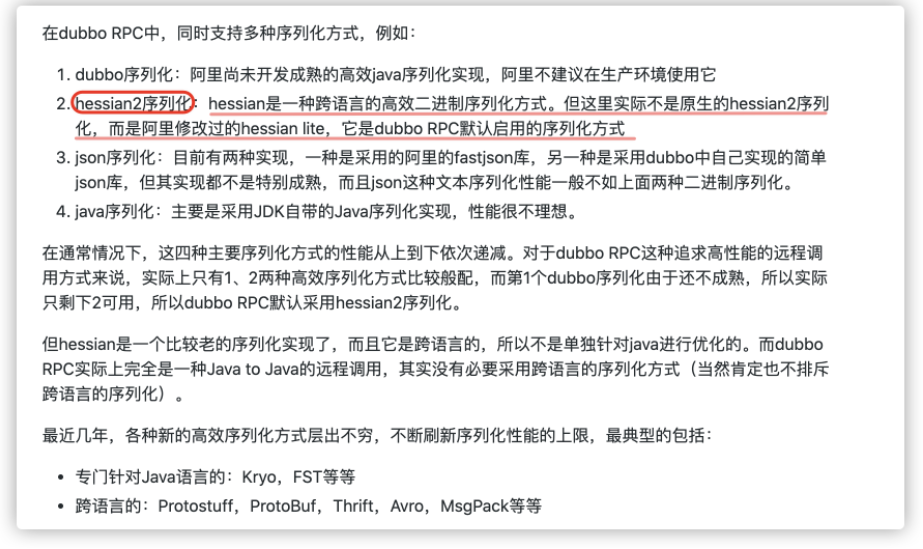 在dubbo RPC中，同时支持多种序列化方式，例如：
1. dubbo序列化：阿里尚未开发成熟的高效java序列化实现，阿里不建议在生产环境使用它
2. hessian2序列化：hessian是一种跨语言的高效二进制序列化方式。但这里实际不是原生的hessian2序列
化，而是阿里修改过的hessian lite，它是dubbo RPC默认启用的序列化方式
3. json序列化：目前有两种实现，一种是采用的阿里的fastjson库，另一种是采用dubbo中自己实现的简单
json库，但其实现都不是特别成熟，而且json这种文本序列化性能一般不如上面两种二进制序列化。
4. java序列化：主要是采用JDK自带的Java序列化实现，性能很不理想。
在通常情况下，这四种主要序列化方式的性能从上到下依次递减。对于dubbo RPC这种追求高性能的远程调
用方式来说，实际上只有1、2两种高效序列化方式比较般配，而第1个dubbo序列化由于还不成熟，所以实际
只剩下2可用，所以dubbo RPC默认采用hessian2序列化。
但hessian是一个比较老的序列化实现了，而且它是跨语言的，所以不是单独针对java进行优化的。而dubbo
RPC实际上完全是一种Java to Java的远程调用，其实没有必要采用跨语言的序列化方式（当然肯定也不排斥
跨语言的序列化）。
最近几年，各种新的高效序列化方式层出不穷，不断刷新序列化性能的上限，最典型的包括：
• 专门针对Java语言的：Kryo，FST等等
• 跨语言的：Protostuff，ProtoBuf，Thrift，Avro，MsgPack等等